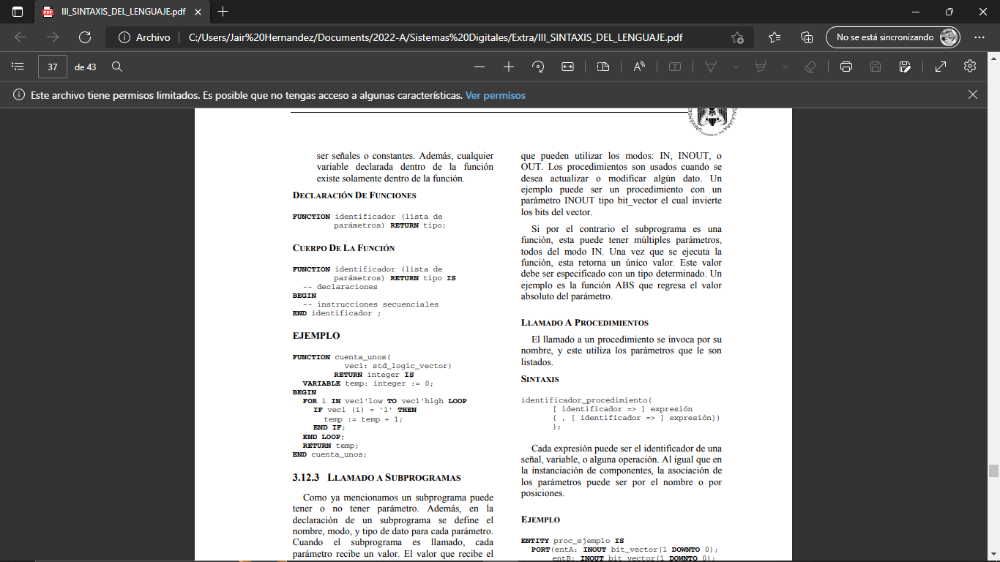 III_SINTAXIS_DEL_LENGUAJE.pdf
Archivo
C:/Users/Jair%20Hernandez/Documents/2022-A/Sistemas%20Digitales/Extra/III_SINTAXIS_DEL_LENGUAJE.pdf
No se está sincronizando
37 de 43
Este archivo tiene permisos limitados. Es posible que no tengas acceso a algunas características. Ver permisos
ser señales o constantes. Además, cualquier
variable declarada dentro de la función
existe solamente dentro de la función.
DECLARACIÓN DE FUNCIONES
FUNCTION identificador (lista de
parámetros) RETURN tipo;
CUERPO DE LA FUNCIÓN
FUNCTION identificador (lista de
parámetros) RETURN tipo IS
-- declaraciones
BEGIN
-- instrucciones secuenciales
END identificador ;
EJEMPLO
FUNCTION cuenta_unos(
vec1: std_logic_vector)
RETURN integer IS
VARIABLE temp: integer := 0;
BEGIN
FOR i IN vec1'low TO vec1'high LOOP
IF vec1 (i) = '1' THEN
temp := temp + 1;
END IF;
END LOOP;
RETURN temp;
END cuenta_unos;
3.12.3 LLAMADO A SUBPROGRAMAS
Como ya mencionamos un subprograma puede
tener o no tener parámetro. Además, en la
declaración de un subprograma se define el
nombre, modo, y tipo de dato para cada parámetro.
Cuando el subprograma es llamado, cada
parámetro recibe un valor. El valor que recibe el
que pueden utilizar los modos: IN, INOUT, o
OUT. Los procedimientos son usados cuando se
desea actualizar o modificar algún dato. Un
ejemplo puede ser un procedimiento con un
parámetro INOUT tipo bit_vector el cual invierte
los bits del vector.
Si por el contrario el subprograma es una
función, esta puede tener múltiples parámetros,
todos del modo IN. Una vez que se ejecuta la
función, esta retorna un único valor. Este valor
debe ser especificado con un tipo determinado. Un
ejemplo es la función ABS que regresa el valor
absoluto del parámetro.
LLAMADO A PROCEDIMIENTOS
El llamado a un procedimiento se invoca por su
nombre, y este utiliza los parámetros que le son
listados.
SINTAXIS
identificador_procedimiento(
[ identificador => ] expresión
{ , [ identificador => ] expresión})
};
Cada expresión puede ser el identificador de una
señal, variable, o alguna operación. Al igual que en
la instanciación de componentes, la asociación de
los parámetros puede ser por el nombre o por
posiciones.
EJEMPLO
ENTITY proc_ejemplo IS
PORT(entA: INOUT bit_vector(1 DOWNTO 0);
entB: INOUT bit_vector(1 DOWNTO 0);